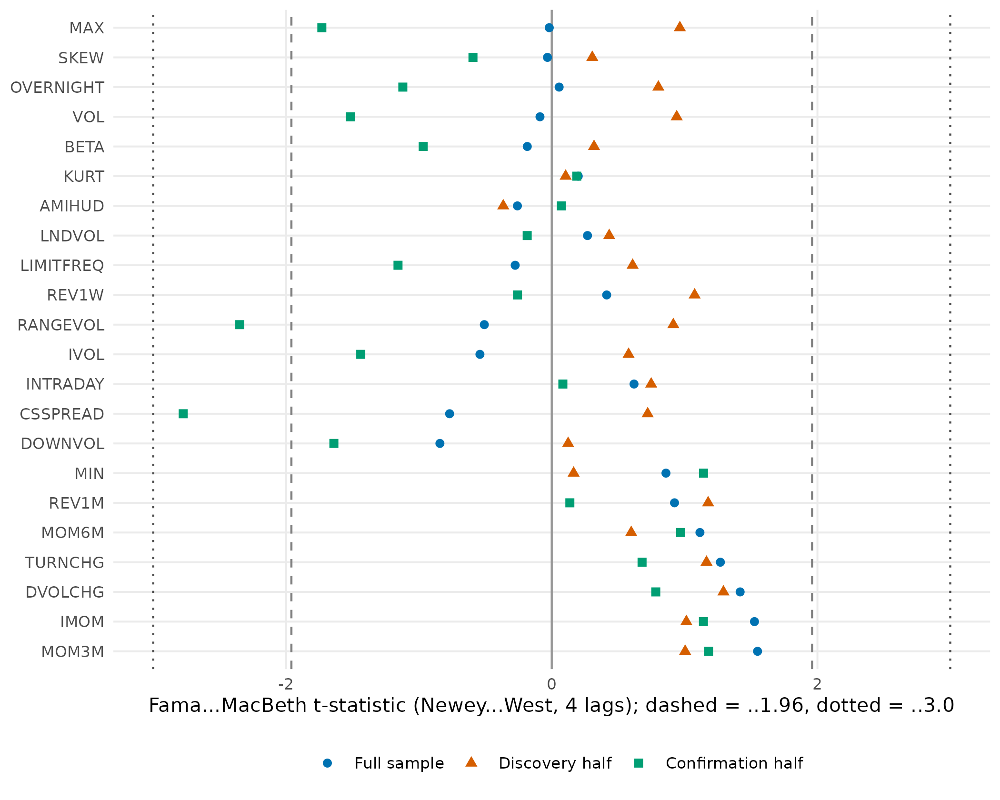 MAX
SKEW
OVERNIGHT
VOL
BETA
KURT
AMIHUD
LNDVOL
LIMITFREQ
REV1W
RANGEVOL
IVOL
INTRADAY
CSSPREAD
DOWNVOL
MIN
REV1M
MOM6M
TURNCHG
DVOLCHG
IMOM
MOM3M
-2 0 2
Fama...MacBeth t-statistic (Newey...West, 4 lags); dashed = ..1.96, dotted = ..3.0
Full sample Discovery half Confirmation half